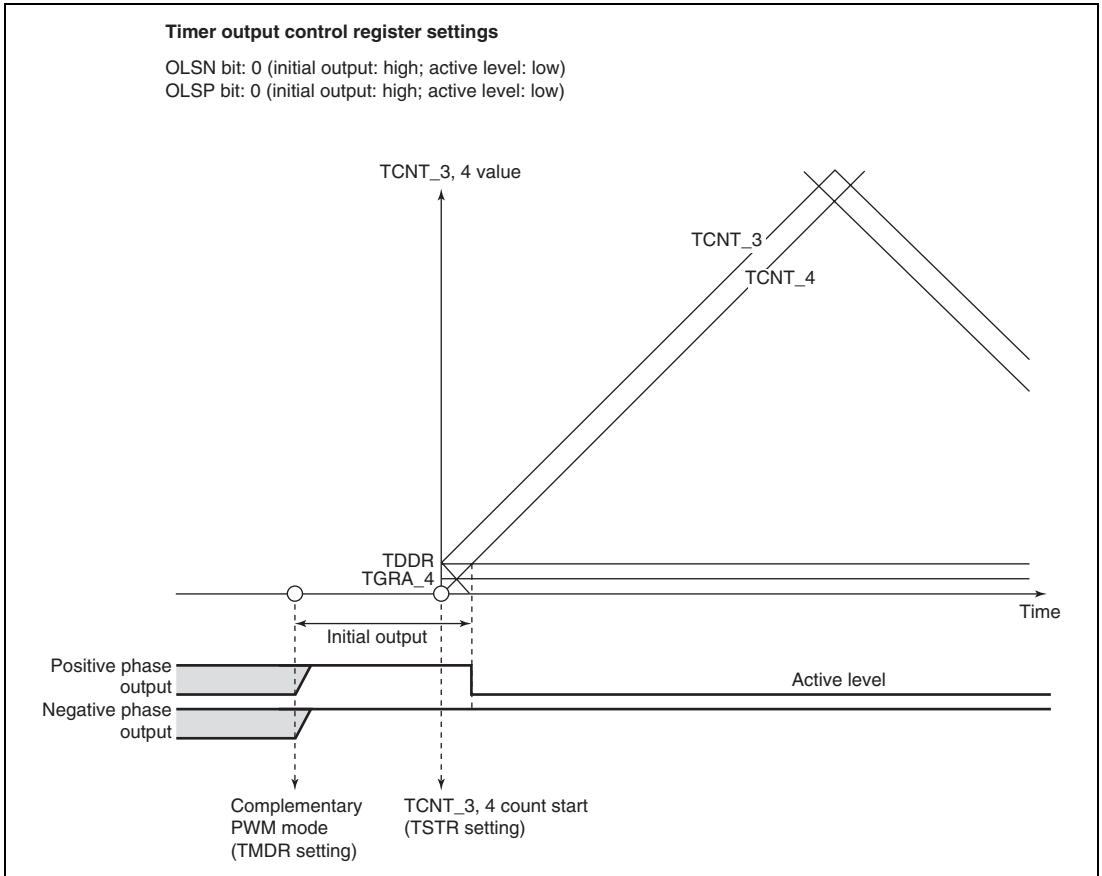 Timer output control register settings
OLSN bit: 0 (initial output: high; active level: low)
OLSP bit: 0 (initial output: high; active level: low)
TCNT_3, 4 value
TCNT_3
TCNT_4
TDDR
TGRA_4
Time
Initial output
Positive phase
output
Active level
Negative phase
output
Complementary
PWM mode
(TMDR setting)
TCNT_3, 4 count start
(TSTR setting)